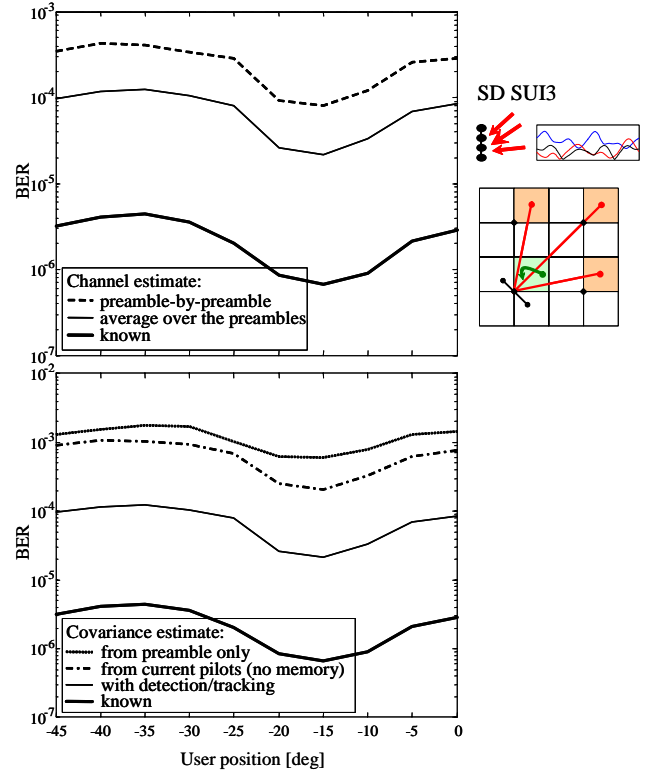 10^-3
10^-4
10^-5
10^-6
10^-7
BER
Channel estimate:
preamble-by-preamble
average over the preambles
known
SD SUI3
10^-2
10^-3
10^-4
10^-5
10^-6
10^-7
BER
Covariance estimate:
from preamble only
from current pilots (no memory)
with detection/tracking
known
-45 -40 -35 -30 -25 -20 -15 -10 -5 0
User position [deg]